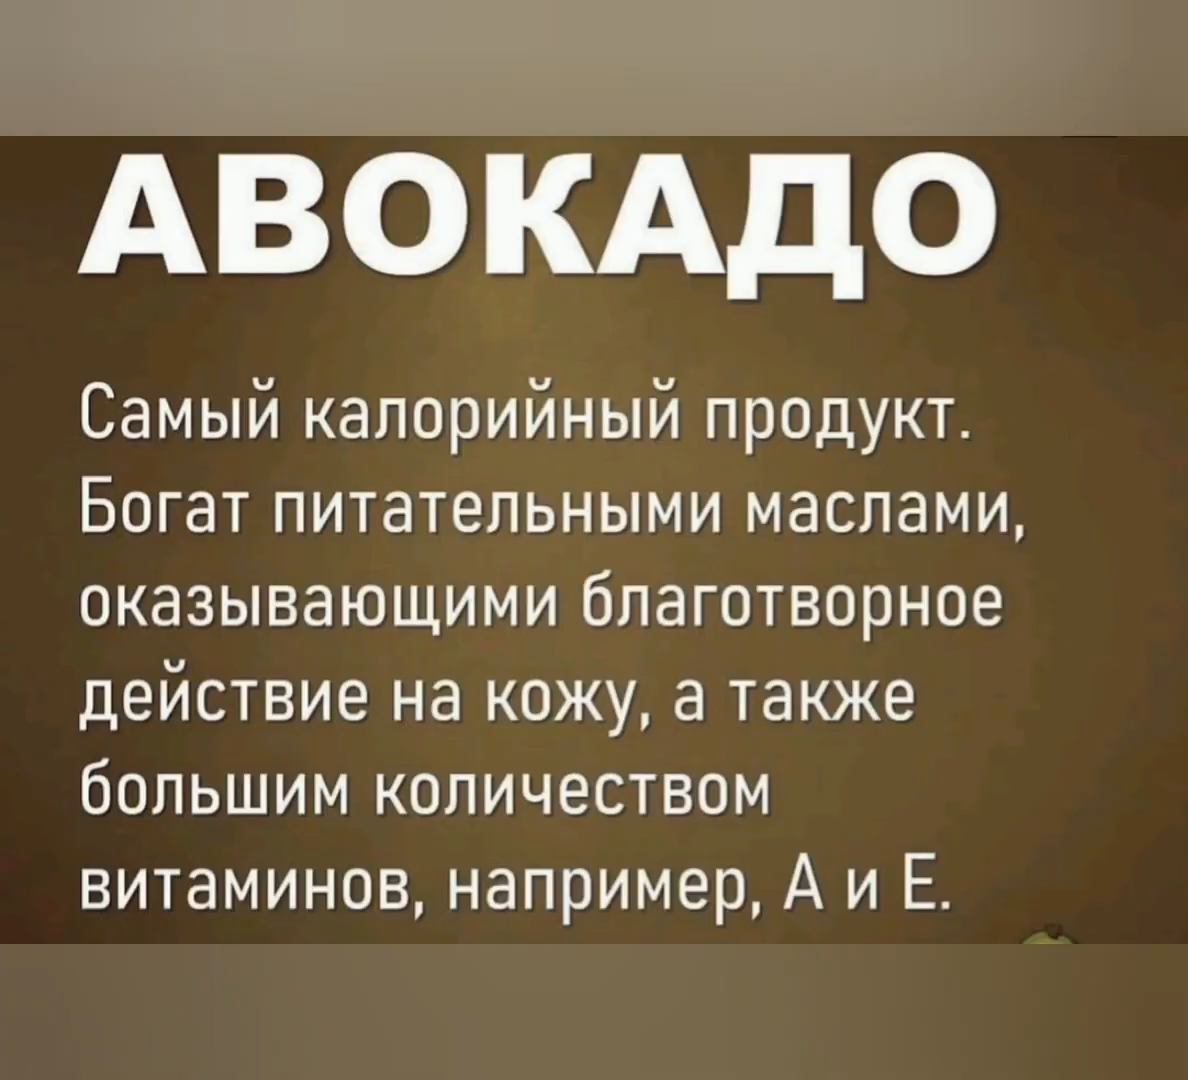 АВОКАДО
Самый калорийный продукт.
Богат питательными маслами,
оказывающими благотворное
действие на кожу, а также
большим количеством
витаминов, например, А и Е.